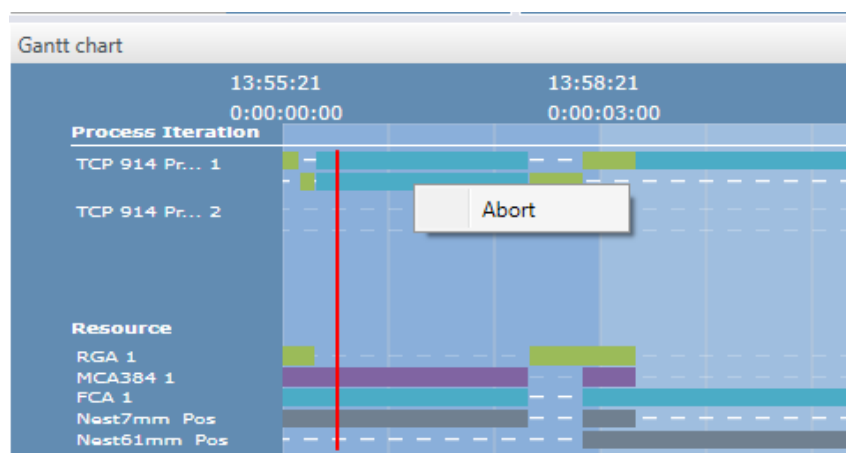 Gantt chart
13:55:21 13:58:21
0:00:00:00 0:00:03:00
Process Iteration
TCP 914 Pr... 1
Abort
TCP 914 Pr... 2
Resource
RGA 1
MCA384 1
FCA 1
Nest7mm Pos
Nest61mm Pos